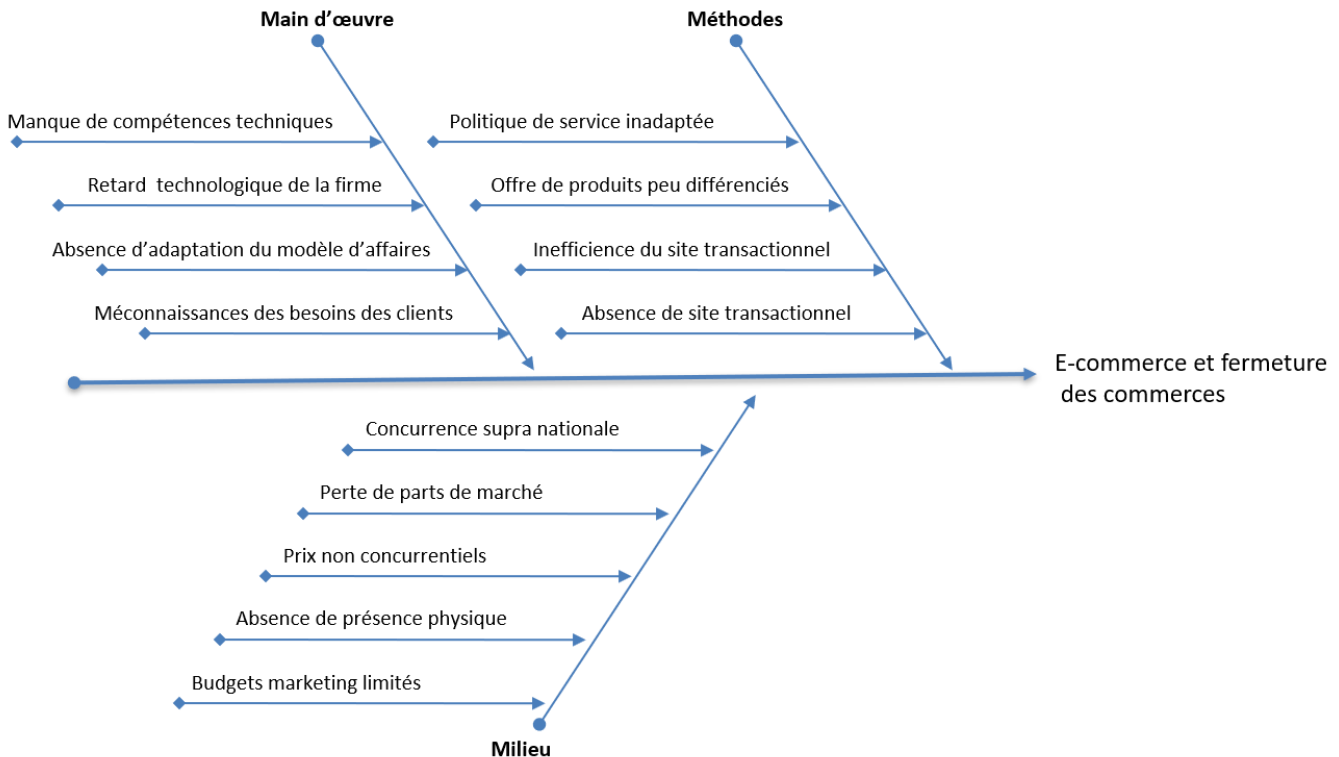 Main d’œuvre
Méthodes
Manque de compétences techniques
Politique de service inadaptée
Retard  technologique de la firme
Offre de produits peu différenciés
Absence d’adaptation du modèle d’affaires
Inefficience du site transactionnel
Méconnaissances des besoins des clients
Absence de site transactionnel
E-commerce et fermeture
des commerces
Concurrence supra nationale
Perte de parts de marché
Prix non concurrentiels
Absence de présence physique
Budgets marketing limités
Milieu